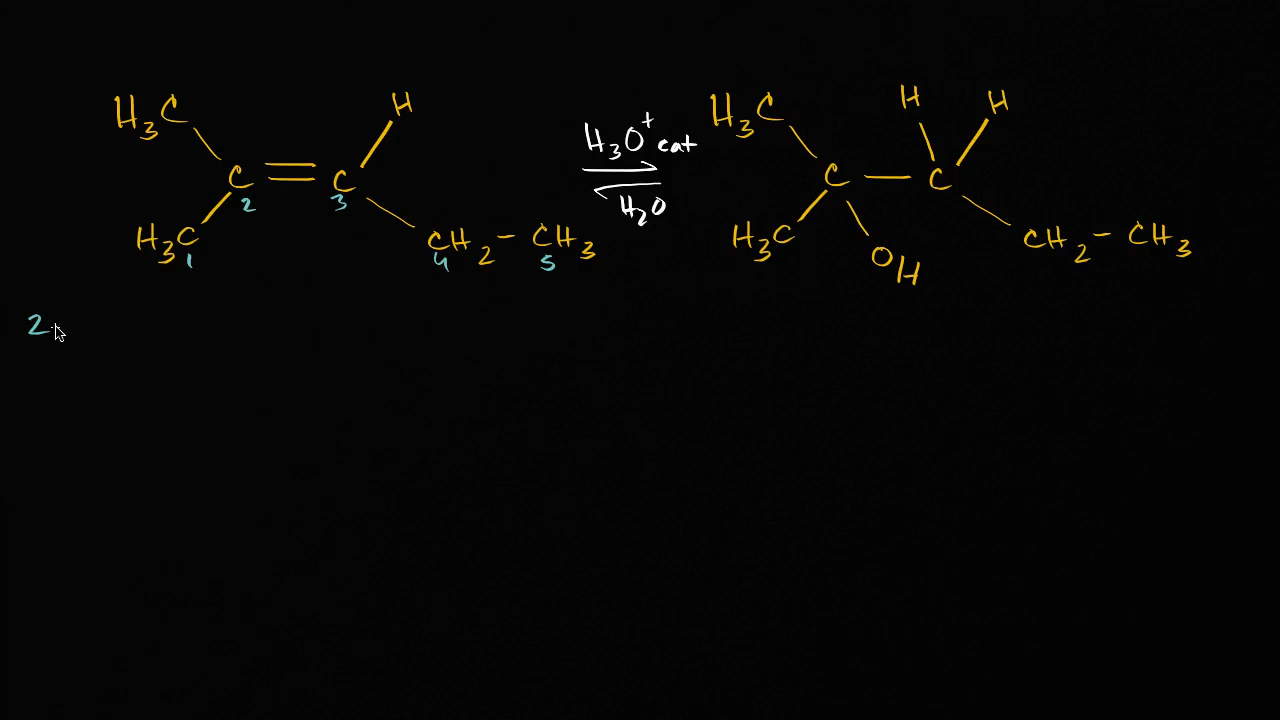 H₃C H H₃O⁺ cat H₃C H H
C = C H₂O C — C
2 3
H₃C CH₂ – CH₃ H₃C OH CH₂ – CH₃
1 4 5
2